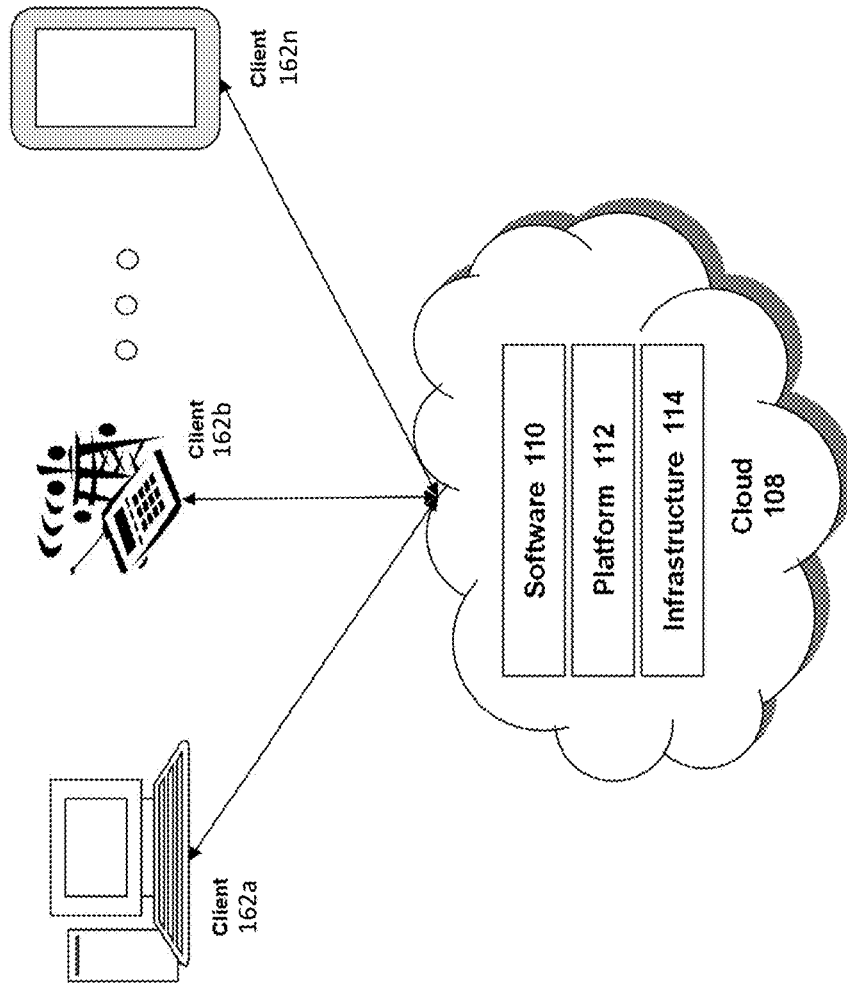 Client
162a
Client
162b
Client
162n
Software 110
Platform 112
Infrastructure 114
Cloud
108